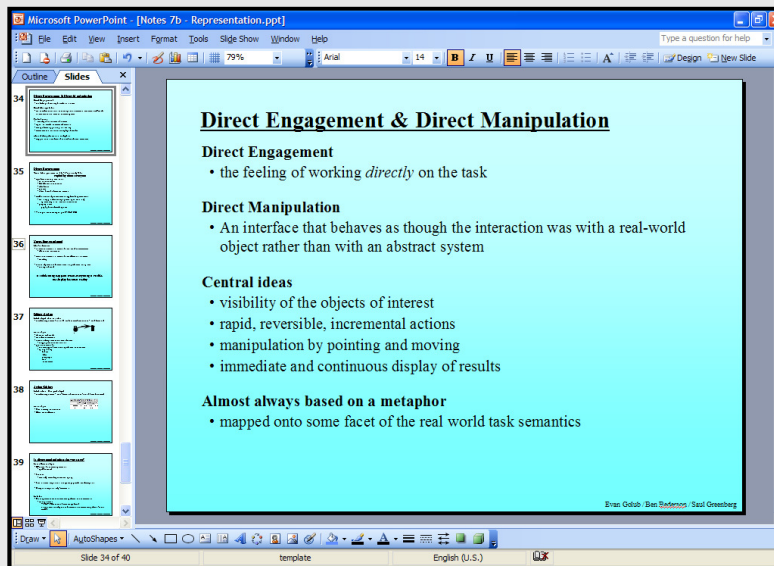 Microsoft PowerPoint - [Notes 7b - Representation.ppt]
File Edit View Insert Format Tools Slide Show Window Help
Type a question for help
79%
Arial
14
B I U
A
Design New Slide
Outline Slides
34
35
36
37
38
39
Direct Engagement & Direct Manipulation
Direct Engagement
• the feeling of working directly on the task
Direct Manipulation
• An interface that behaves as though the interaction was with a real-world
object rather than with an abstract system
Central ideas
• visibility of the objects of interest
• rapid, reversible, incremental actions
• manipulation by pointing and moving
• immediate and continuous display of results
Almost always based on a metaphor
• mapped onto some facet of the real world task semantics
Evan Golub / Ben Bederson / Saul Greenberg
Draw AutoShapes
Slide 34 of 40
template
English (U.S.)